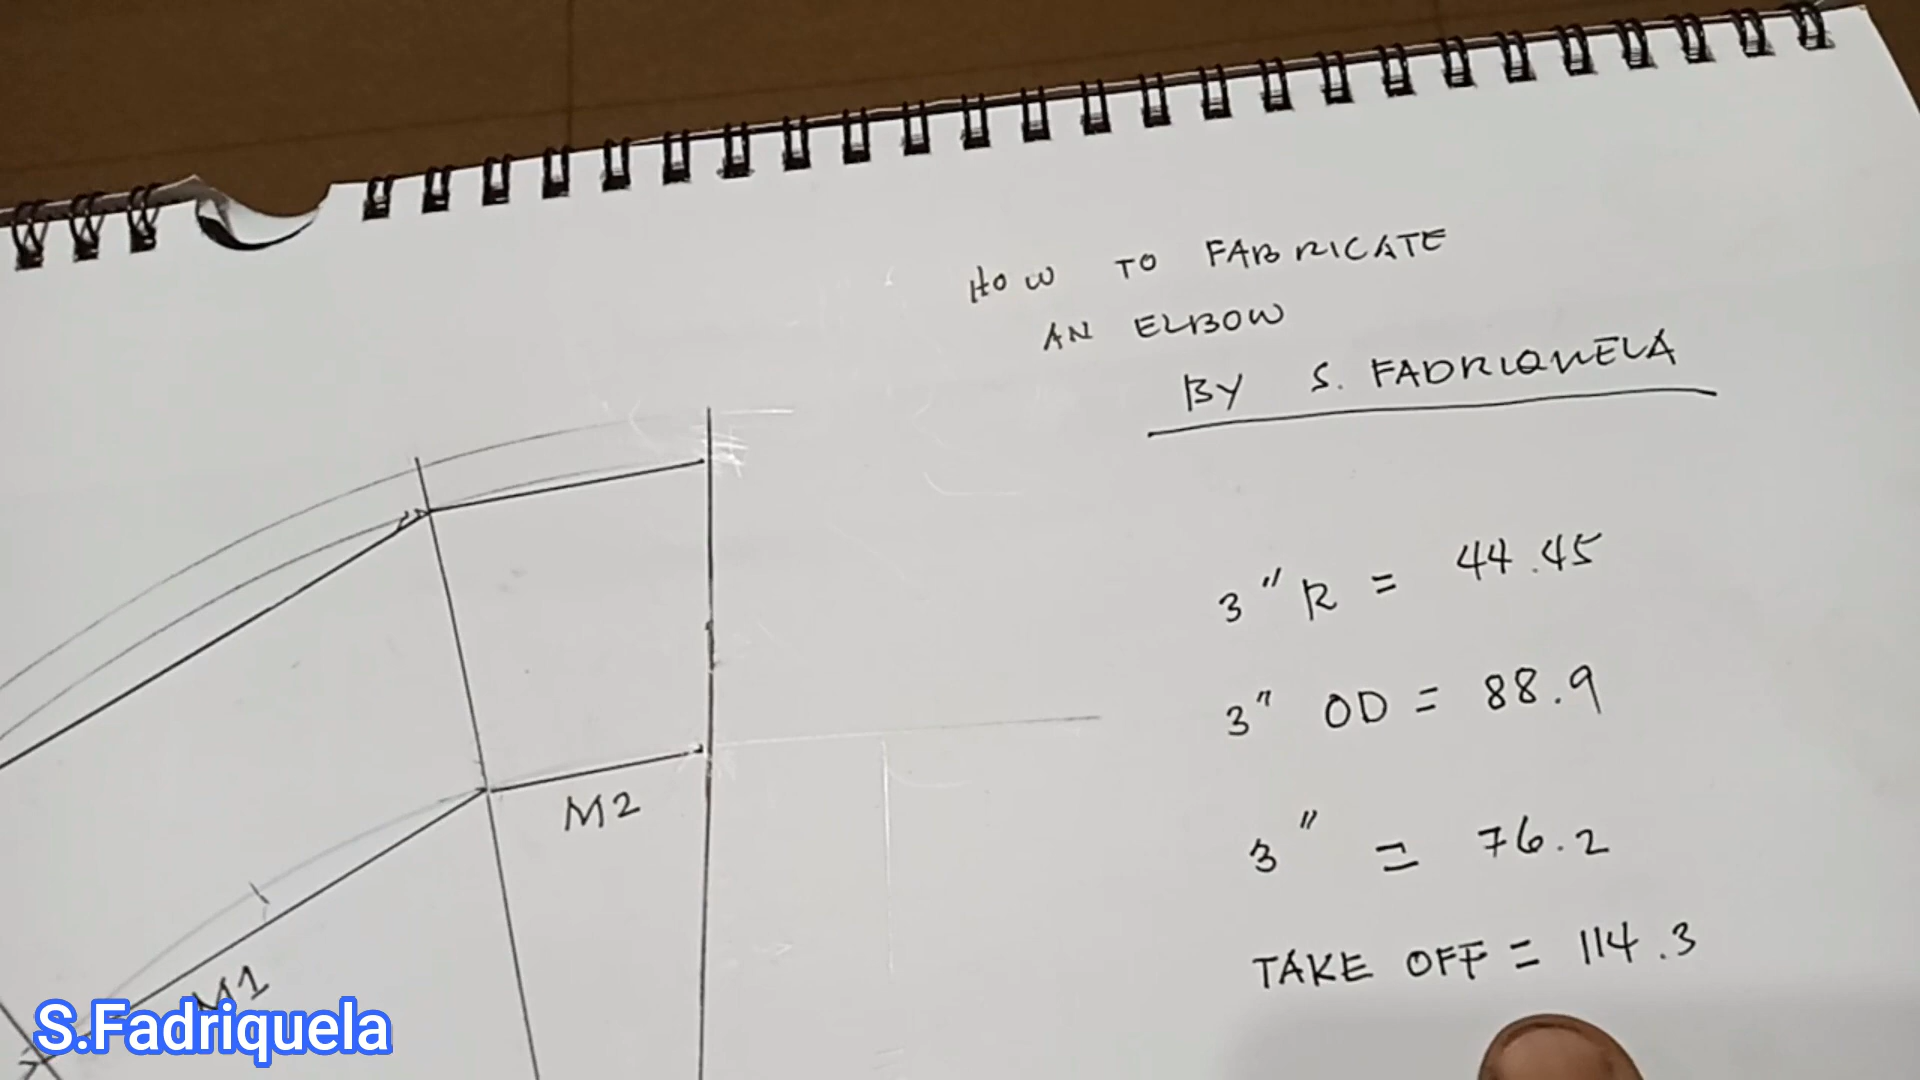 HOW TO FABRICATE
AN ELBOW
BY S. FADRIQUELA
3" R = 44.45
3" OD = 88.9
3" = 76.2
TAKE OFF = 114.3
M2
M1
S.Fadriquela